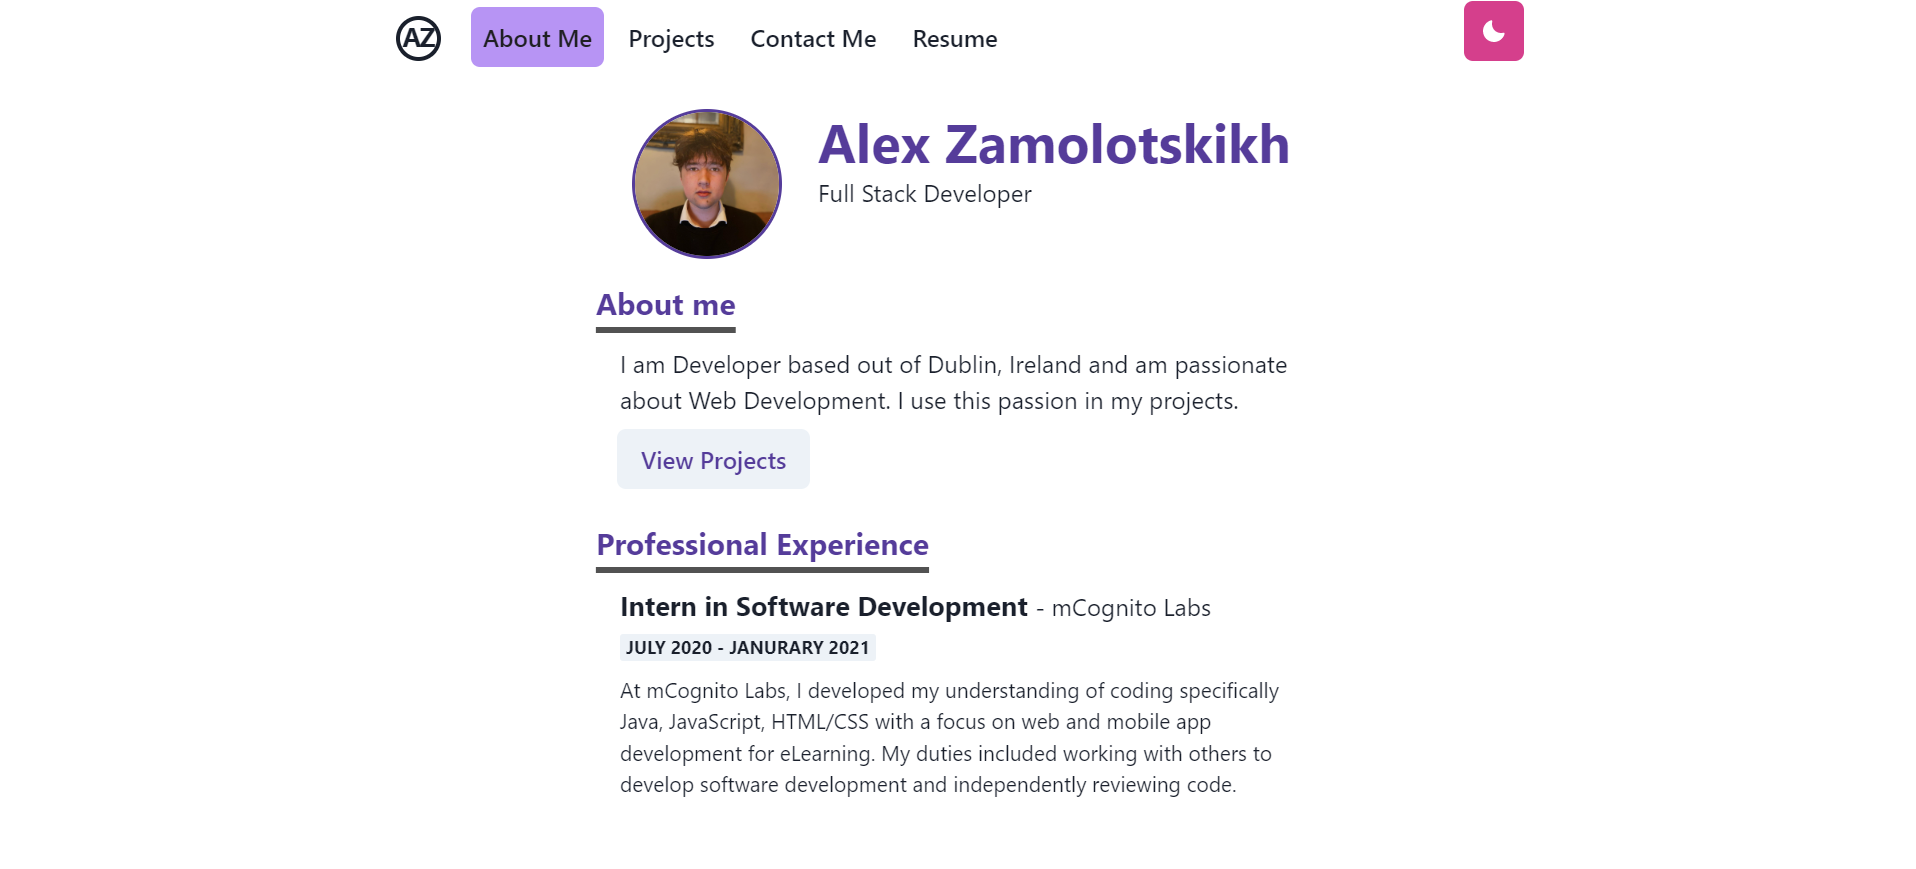 AZ About Me Projects Contact Me Resume
Alex Zamolotskikh
Full Stack Developer
About me
I am Developer based out of Dublin, Ireland and am passionate
about Web Development. I use this passion in my projects.
View Projects
Professional Experience
Intern in Software Development - mCognito Labs
JULY 2020 - JANURARY 2021
At mCognito Labs, I developed my understanding of coding specifically
Java, JavaScript, HTML/CSS with a focus on web and mobile app
development for eLearning. My duties included working with others to
develop software development and independently reviewing code.